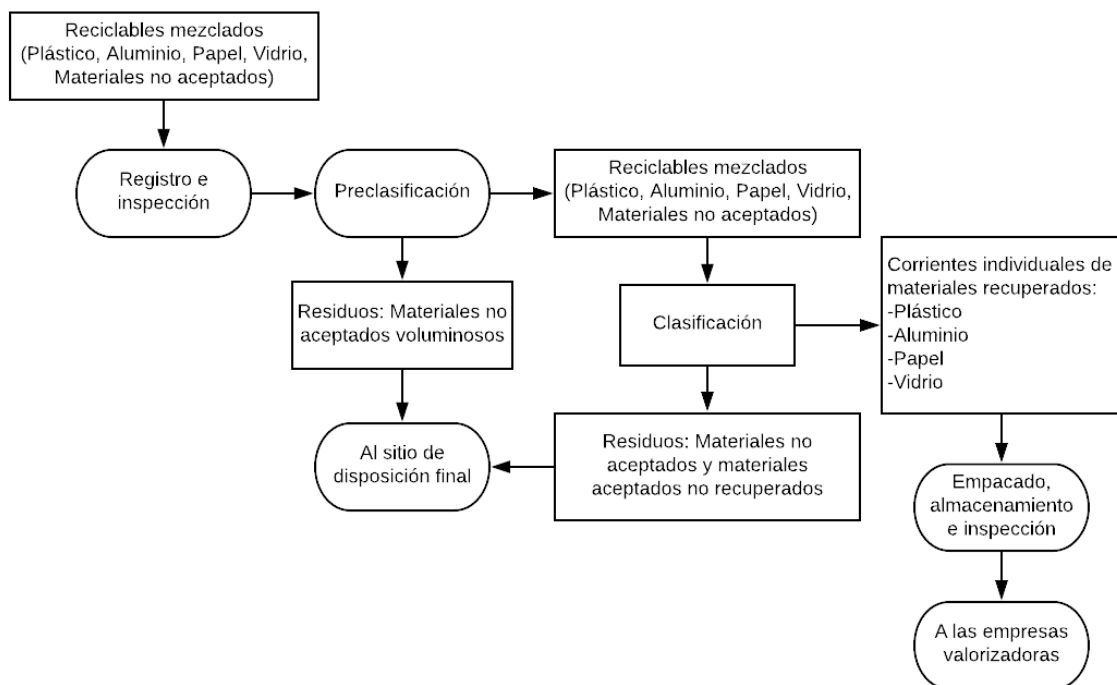 Reciclables mezclados
(Plástico, Aluminio, Papel, Vidrio,
Materiales no aceptados)
Registro e
inspección
Preclasificación
Reciclables mezclados
(Plástico, Aluminio, Papel, Vidrio,
Materiales no aceptados)
Residuos: Materiales no
aceptados voluminosos
Clasificación
Corrientes individuales de
materiales recuperados:
-Plástico
-Aluminio
-Papel
-Vidrio
Al sitio de
disposición final
Residuos: Materiales no
aceptados y materiales
aceptados no recuperados
Empacado,
almacenamiento
e inspección
A las empresas
valorizadoras